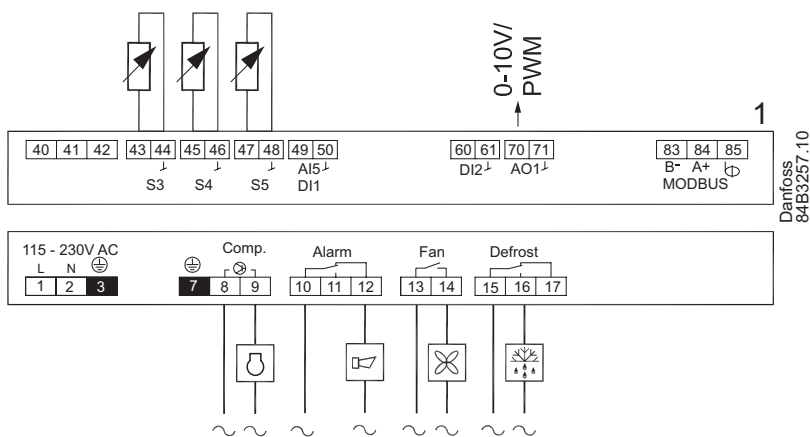 0-10V/
PWM
1
40 41 42 43 44 45 46 47 48 49 50 60 61 70 71 83 84 85
S3 S4 S5 AI5 DI2 AO1 B- A+
DI1 MODBUS
Danfoss
84B3257.10
115 - 230V AC Comp. Alarm Fan Defrost
L N
1 2 3 7 8 9 10 11 12 13 14 15 16 17